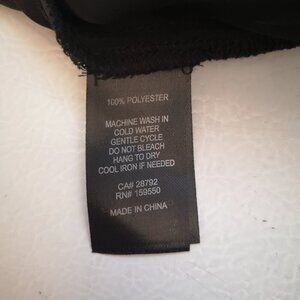 100% POLYESTER
MACHINE WASH IN
COLD WATER
GENTLE CYCLE
DO NOT BLEACH
HANG TO DRY
COOL IRON IF NEEDED
CA# 28792
RN# 159550
MADE IN CHINA